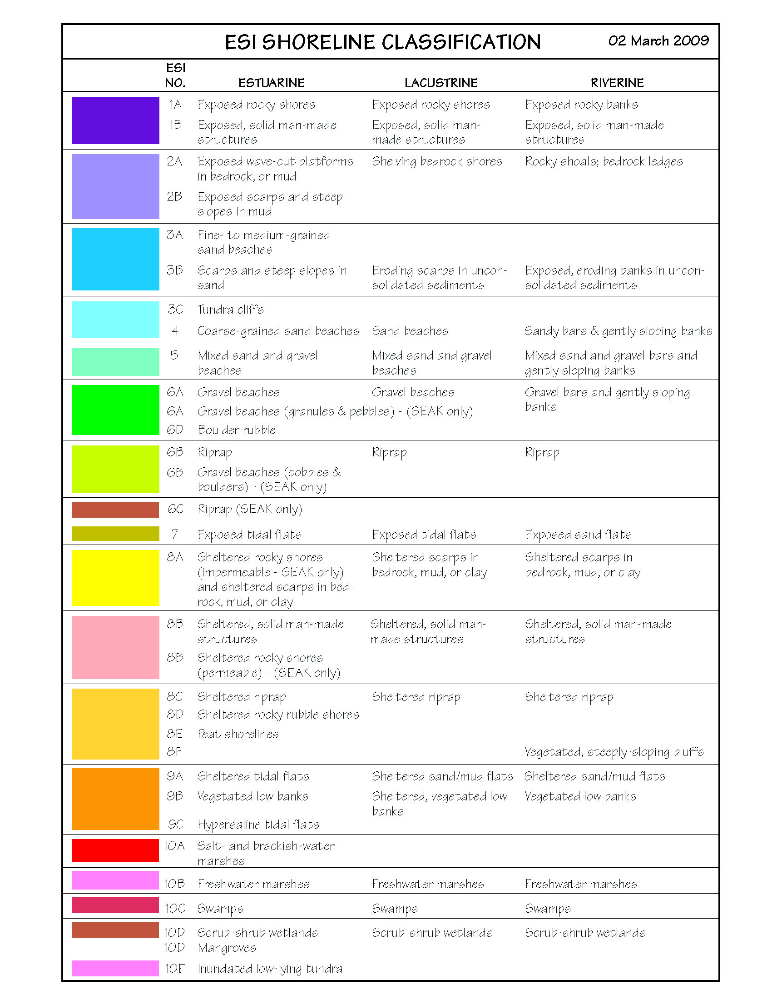 ESI SHORELINE CLASSIFICATION 02 March 2009
ESI
NO. ESTUARINE LACUSTRINE RIVERINE
1A Exposed rocky shores Exposed rocky shores Exposed rocky banks
1B Exposed, solid man-made Exposed, solid man- Exposed, solid man-made
structures made structures structures
2A Exposed wave-cut platforms Shelving bedrock shores Rocky shoals; bedrock ledges
in bedrock, or mud
2B Exposed scarps and steep
slopes in mud
3A Fine- to medium-grained
sand beaches
3B Scarps and steep slopes in Eroding scarps in uncon- Exposed, eroding banks in uncon-
sand solidated sediments solidated sediments
3C Tundra cliffs
4 Coarse-grained sand beaches Sand beaches Sandy bars & gently sloping banks
5 Mixed sand and gravel Mixed sand and gravel Mixed sand and gravel bars and
beaches beaches gently sloping banks
6A Gravel beaches Gravel beaches Gravel bars and gently sloping
banks
6A Gravel beaches (granules & pebbles) - (SEAK only)
6D Boulder rubble
6B Riprap Riprap Riprap
6B Gravel beaches (cobbles &
boulders) - (SEAK only)
6C Riprap (SEAK only)
7 Exposed tidal flats Exposed tidal flats Exposed sand flats
8A Sheltered rocky shores Sheltered scarps in Sheltered scarps in
(impermeable - SEAK only) bedrock, mud, or clay bedrock, mud, or clay
and sheltered scarps in bed-
rock, mud, or clay
8B Sheltered, solid man-made Sheltered, solid man- Sheltered, solid man-made
structures made structures structures
8B Sheltered rocky shores
(permeable) - (SEAK only)
8C Sheltered riprap Sheltered riprap Sheltered riprap
8D Sheltered rocky rubble shores
8E Peat shorelines
8F Vegetated, steeply-sloping bluffs
9A Sheltered tidal flats Sheltered sand/mud flats Sheltered sand/mud flats
9B Vegetated low banks Sheltered, vegetated low Vegetated low banks
banks
9C Hypersaline tidal flats
10A Salt- and brackish-water
marshes
10B Freshwater marshes Freshwater marshes Freshwater marshes
10C Swamps Swamps Swamps
10D Scrub-shrub wetlands Scrub-shrub wetlands Scrub-shrub wetlands
10D Mangroves
10E Inundated low-lying tundra